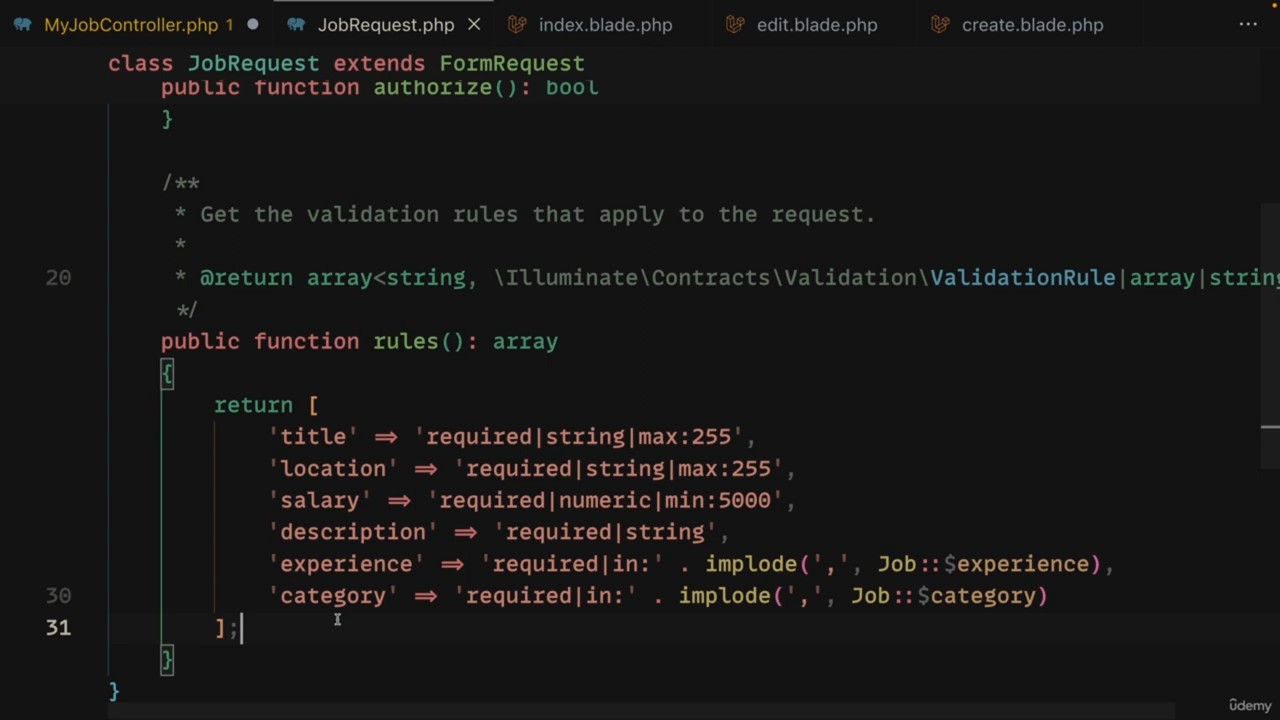 MyJobController.php 1
JobRequest.php
index.blade.php
edit.blade.php
create.blade.php
class JobRequest extends FormRequest
public function authorize(): bool
}
/**
* Get the validation rules that apply to the request.
*
20 * @return array<string, \Illuminate\Contracts\Validation\ValidationRule|array|string
*/
public function rules(): array
{
return [
'title' => 'required|string|max:255',
'location' => 'required|string|max:255',
'salary' => 'required|numeric|min:5000',
'description' => 'required|string',
'experience' => 'required|in:' . implode(',', Job::$experience),
30 'category' => 'required|in:' . implode(',', Job::$category)
31 ];
}
}
ûdemy